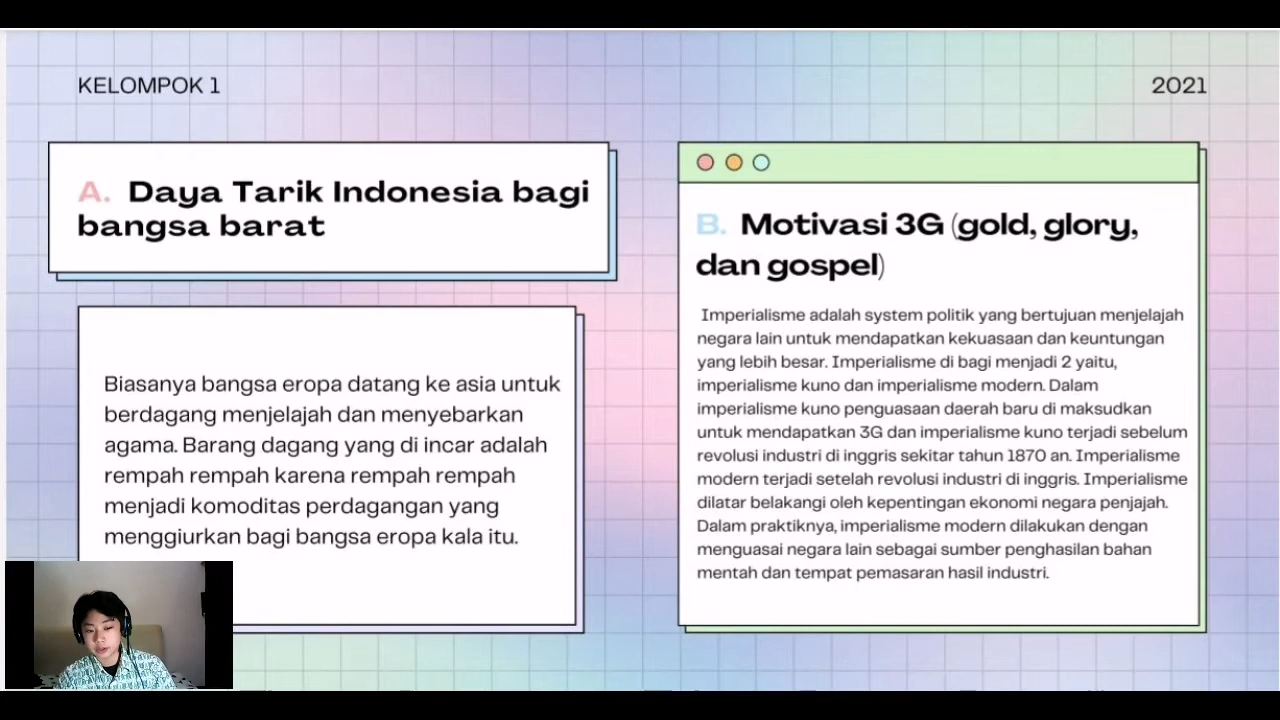 KELOMPOK 1
2021
A. Daya Tarik Indonesia bagi
bangsa barat
Biasanya bangsa eropa datang ke asia untuk
berdagang menjelajah dan menyebarkan
agama. Barang dagang yang di incar adalah
rempah rempah karena rempah rempah
menjadi komoditas perdagangan yang
menggiurkan bagi bangsa eropa kala itu.
B. Motivasi 3G (gold, glory,
dan gospel)
Imperialisme adalah system politik yang bertujuan menjelajah
negara lain untuk mendapatkan kekuasaan dan keuntungan
yang lebih besar. Imperialisme di bagi menjadi 2 yaitu,
imperialisme kuno dan imperialisme modern. Dalam
imperialisme kuno penguasaan daerah baru di maksudkan
untuk mendapatkan 3G dan imperialisme kuno terjadi sebelum
revolusi industri di inggris sekitar tahun 1870 an. Imperialisme
modern terjadi setelah revolusi industri di inggris. Imperialisme
dilatar belakangi oleh kepentingan ekonomi negara penjajah.
Dalam praktiknya, imperialisme modern dilakukan dengan
menguasai negara lain sebagai sumber penghasilan bahan
mentah dan tempat pemasaran hasil industri.